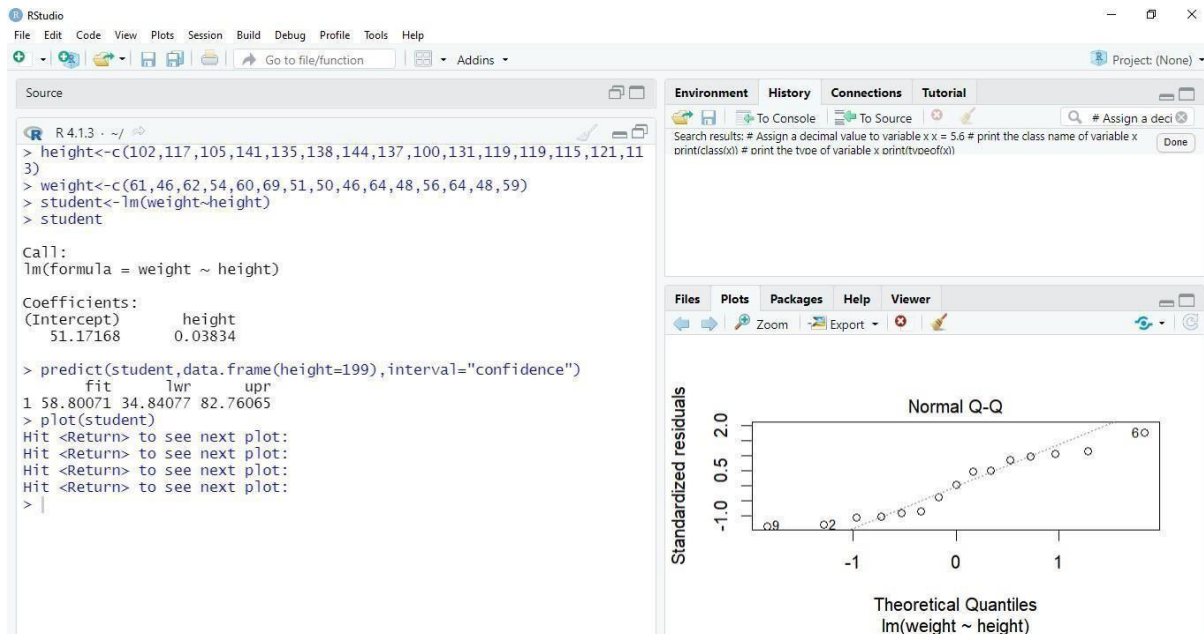 RStudio
File Edit Code View Plots Session Build Debug Profile Tools Help
Go to file/function Addins Project: (None)
Source
R 4.1.3 · ~/
> height<-c(102,117,105,141,135,138,144,137,100,131,119,119,115,121,11
3)
> weight<-c(61,46,62,54,60,69,51,50,46,64,48,56,64,48,59)
> student<-lm(weight~height)
> student
Call:
lm(formula = weight ~ height)
Coefficients:
(Intercept) height
51.17168 0.03834
> predict(student,data.frame(height=199),interval="confidence")
fit lwr upr
1 58.80071 34.84077 82.76065
> plot(student)
Hit <Return> to see next plot:
Hit <Return> to see next plot:
Hit <Return> to see next plot:
Hit <Return> to see next plot:
>
Environment History Connections Tutorial
To Console To Source # Assign a deci
Search results: # Assign a decimal value to variable x x = 5.6 # print the class name of variable x
print(class(x)) # print the type of variable x print(typeof(x))
Done
Files Plots Packages Help Viewer
Zoom Export
Normal Q-Q
Standardized residuals
2.0
0.5
-1.0
6
9
2
-1 0 1
Theoretical Quantiles
lm(weight ~ height)